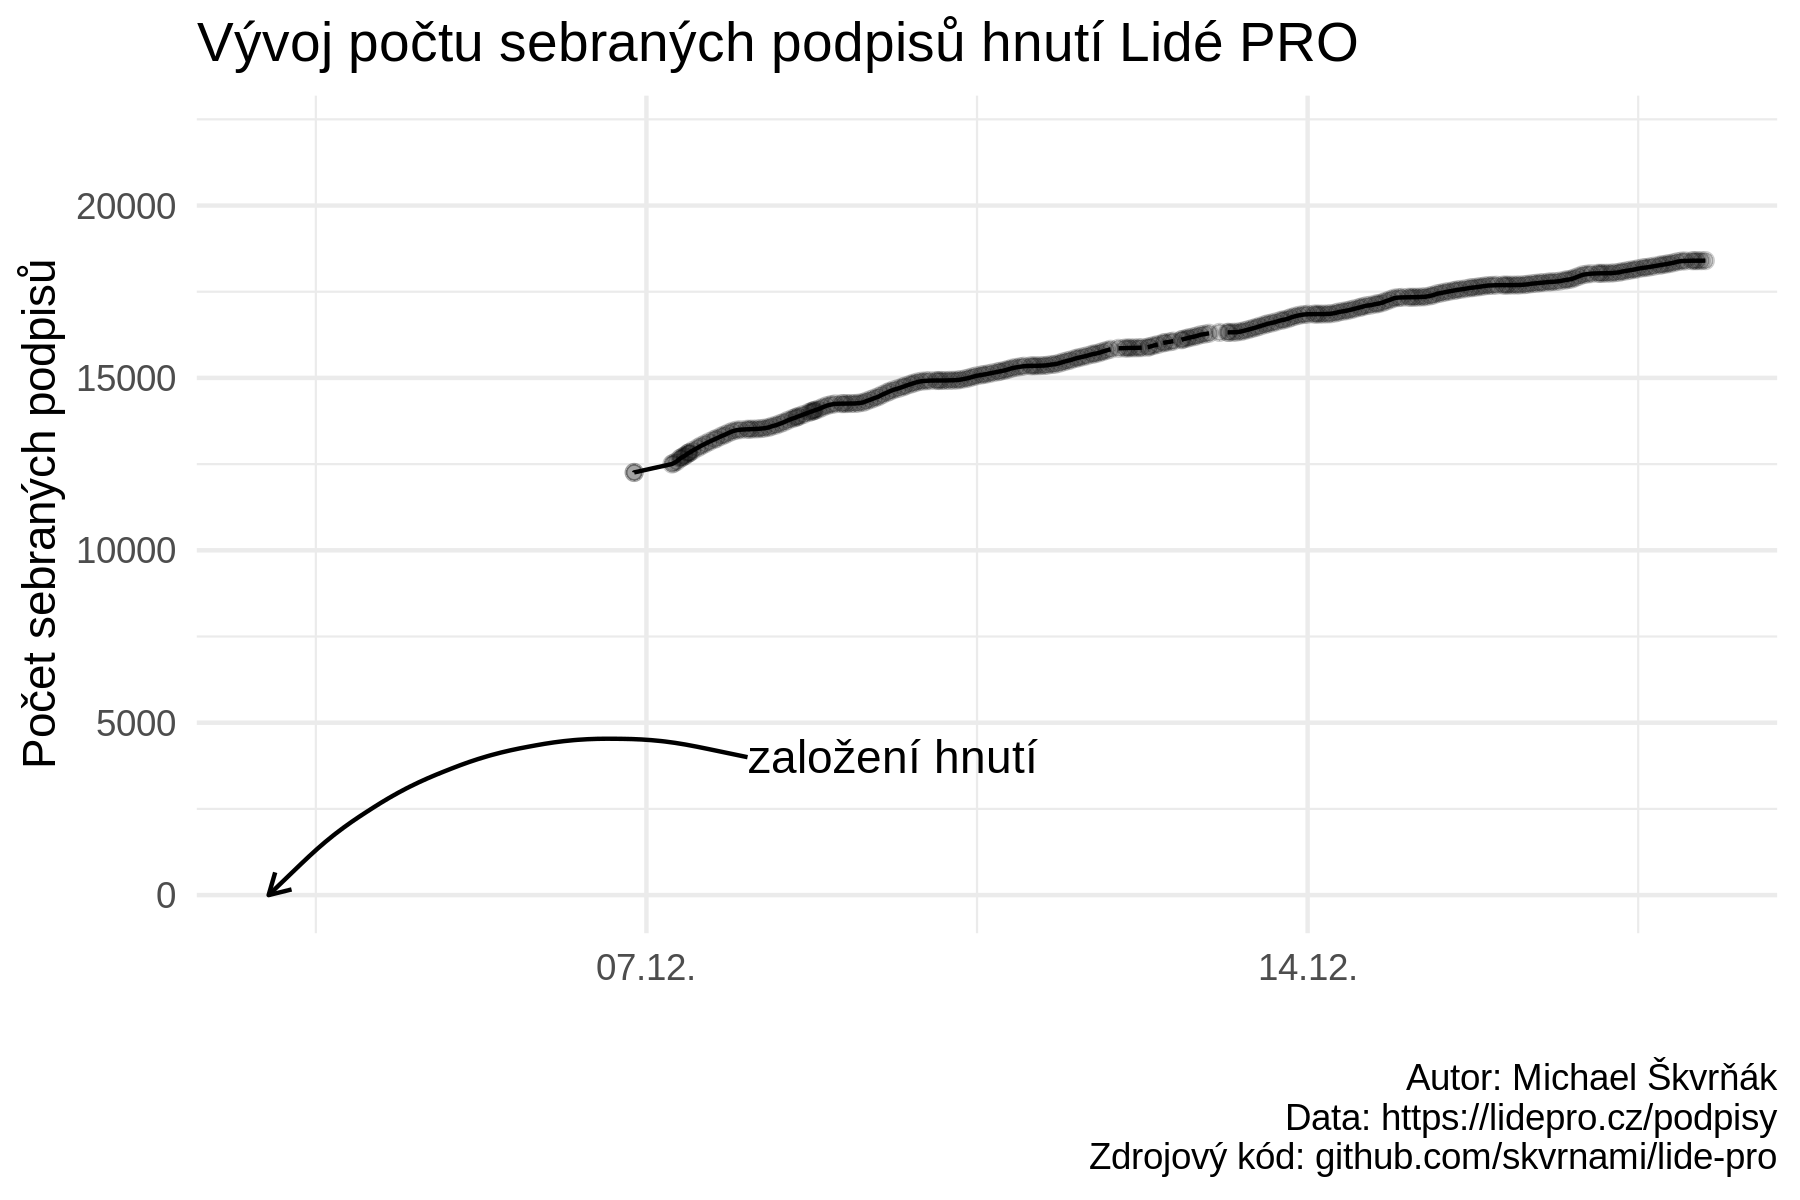 Vývoj počtu sebraných podpisů hnutí Lidé PRO
Počet sebraných podpisů
20000
15000
10000
5000
0
založení hnutí
07.12.
14.12.
Autor: Michael Škvrňák
Data: https://lidepro.cz/podpisy
Zdrojový kód: github.com/skvrnami/lide-pro